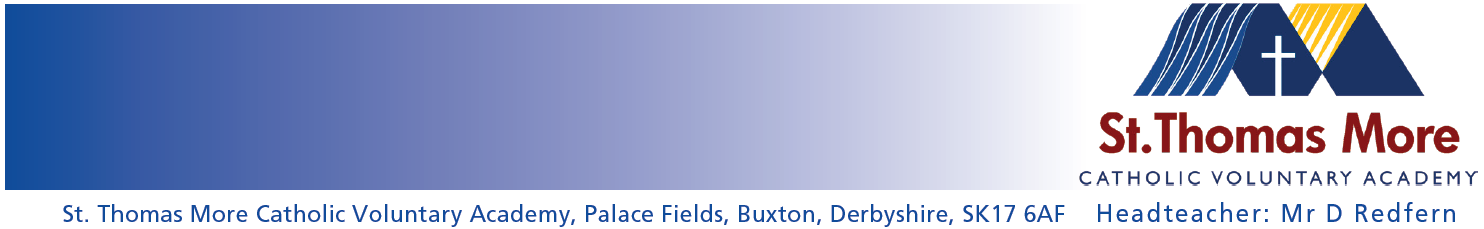 St. Thomas More
CATHOLIC VOLUNTARY ACADEMY
St. Thomas More Catholic Voluntary Academy, Palace Fields, Buxton, Derbyshire, SK17 6AF
Headteacher: Mr D Redfern